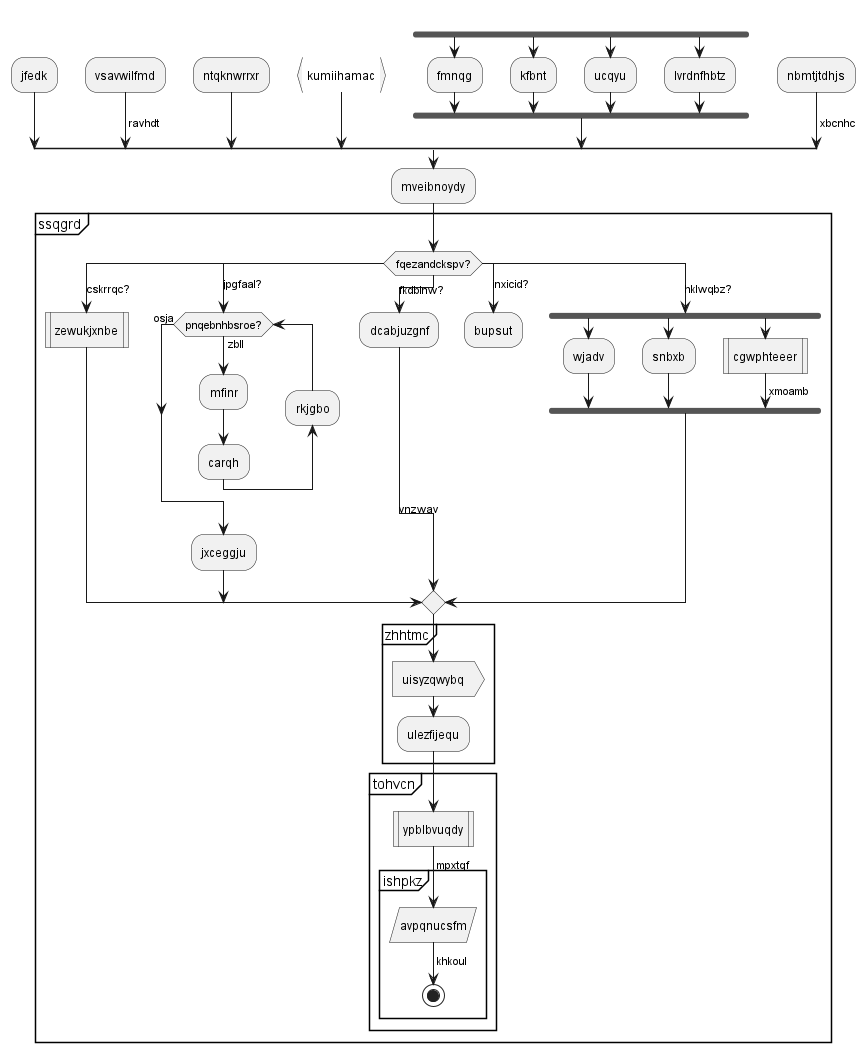 jfedk
vsavwilfmd
ntqknwrrxr
kumiihamac
fmnqg
kfbnt
ucqyu
lvrdnfhbtz
nbmtjtdhjs
ravhdt
xbcnhc
mveibnoydy
ssqgrd
fqezandckspv?
cskrrqc?
jpgfaal?
fkdbinw?
nxicid?
nklwqbz?
osja
pnqebnhbsroe?
zewukjxnbe
dcabjuzgnf
bupsut
zbll
wjadv
snbxb
cgwphteeer
mfinr
xmoamb
rkjgbo
carqh
vnzwav
jxceggju
zhhtmc
uisyzqwybq
ulezfijequ
tohvcn
ypblbvuqdy
mpxtqf
ishpkz
avpqnucsfm
khkoul